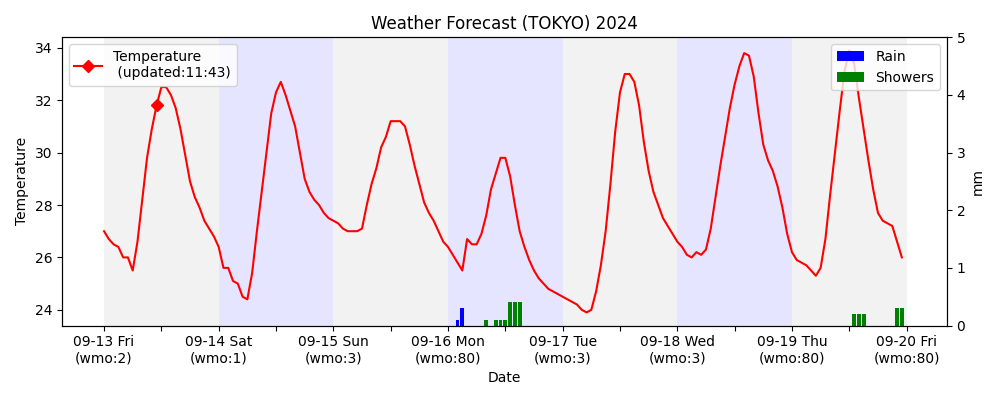 Weather Forecast (TOKYO) 2024
Temperature
(updated:11:43)
Rain
Showers
Temperature
34
32
30
28
26
24
5
4
3
2
1
0
mm
09-13 Fri
(wmo:2)
09-14 Sat
(wmo:1)
09-15 Sun
(wmo:3)
09-16 Mon
(wmo:80)
09-17 Tue
(wmo:3)
09-18 Wed
(wmo:3)
09-19 Thu
(wmo:80)
09-20 Fri
(wmo:80)
Date